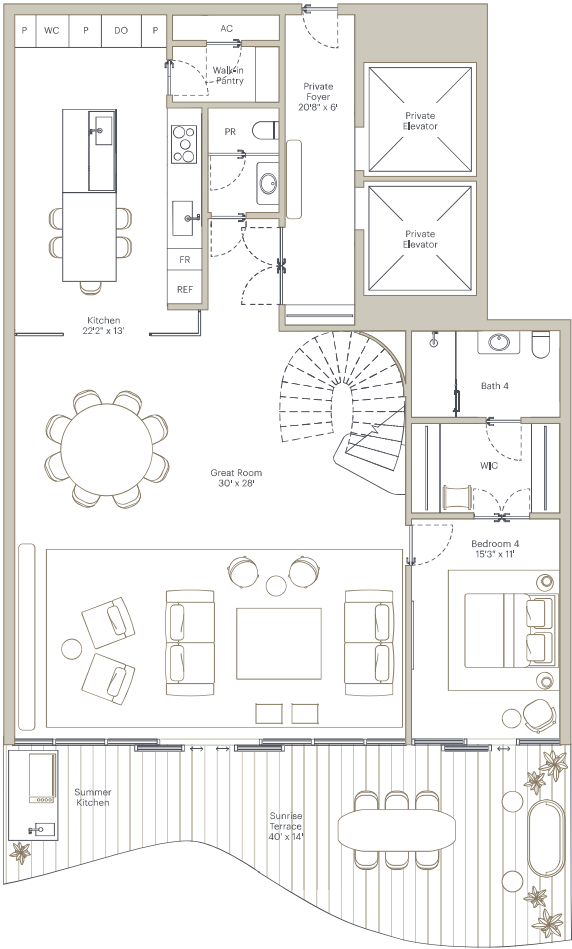 P
WC
P
DO
P
AC
Walk-in
Pantry
Private
Foyer
20'8" x 6'
Private
Elevator
PR
Private
Elevator
FR
REF
Kitchen
22'2" x 13'
Bath 4
WIC
Great Room
30' x 28'
Bedroom 4
15'3" x 11'
Summer
Kitchen
Sunrise
Terrace
40' x 14'